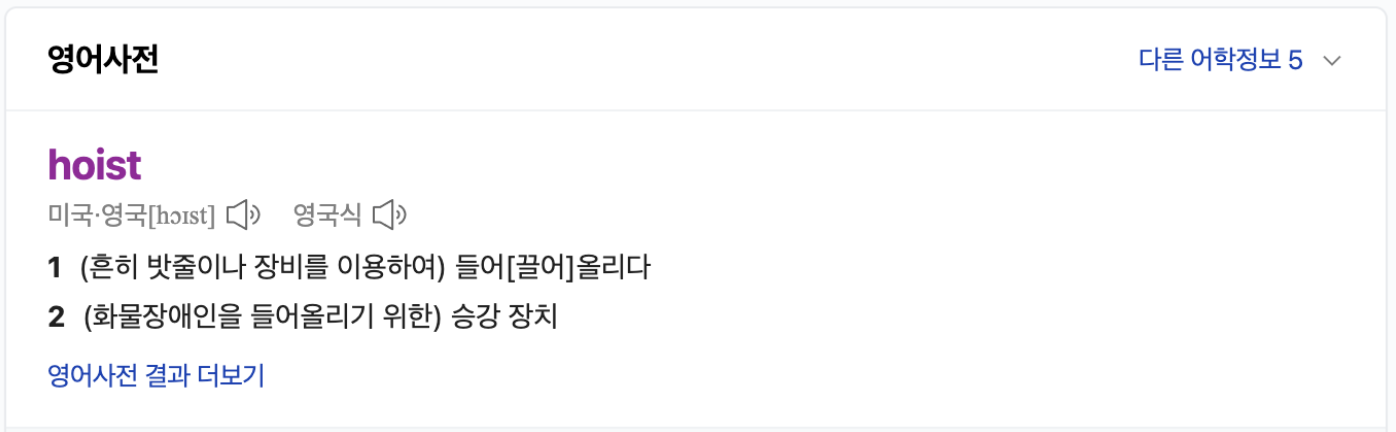 영어사전
다른 어학정보 5
hoist
미국·영국[hɔɪst] 영국식
1 (흔히 밧줄이나 장비를 이용하여) 들어[끌어]올리다
2 (화물장애인을 들어올리기 위한) 승강 장치
영어사전 결과 더보기